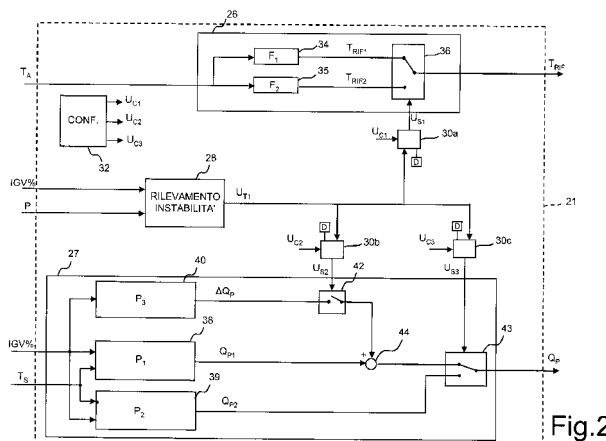 26
34
36
F1
TRIF1
TRIF
TA
35
F2
TRIF2
US1
CONF.
UC1
UC2
UC3
32
UC1
30a
D
28
IGV%
RILEVAMENTO
INSTABILITA'
UT1
P
21
D
D
27
UC2
30b
UC3
30c
40
US2
42
US3
P3
ΔQP
38
44
43
IGV%
P1
QP1
+
QP
TS
39
P2
QP2
Fig.2